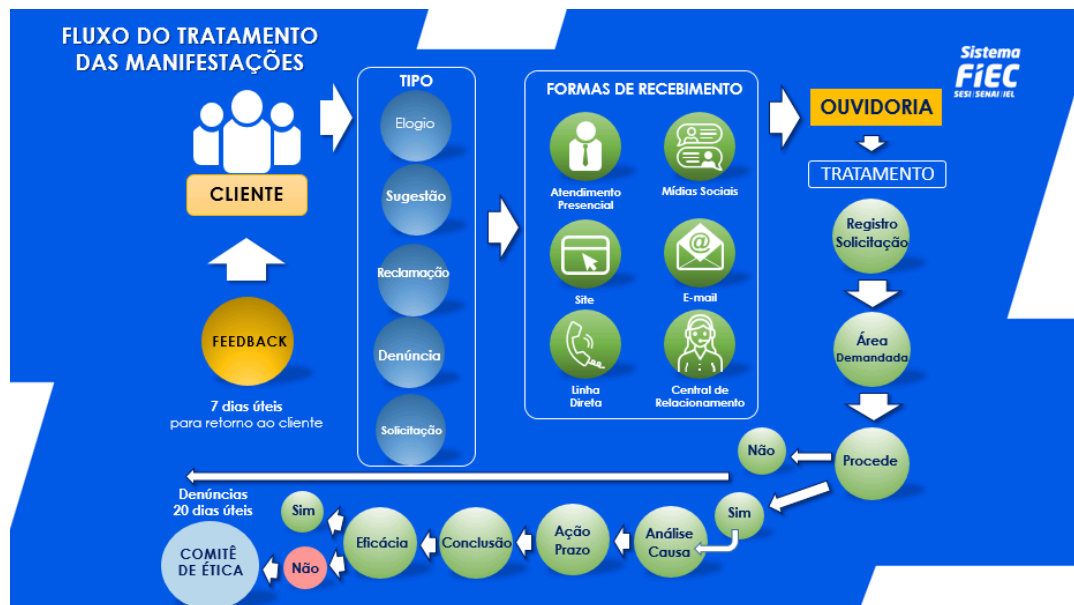 FLUXO DO TRATAMENTO
DAS MANIFESTAÇÕES
CLIENTE
FEEDBACK
7 dias úteis
para retorno ao cliente
TIPO
Elogio
Sugestão
Reclamação
Denúncia
Solicitação
FORMAS DE RECEBIMENTO
Atendimento
Presencial
Mídias Sociais
Site
E-mail
Linha
Direta
Central de
Relacionamento
Sistema
FIEC
SESI SENAI IEL
OUVIDORIA
TRATAMENTO
Registro
Solicitação
Área
Demandada
Procede
Não
Sim
Análise
Causa
Ação
Prazo
Conclusão
Eficácia
Sim
Não
Denúncias
20 dias úteis
COMITÊ
DE ÉTICA